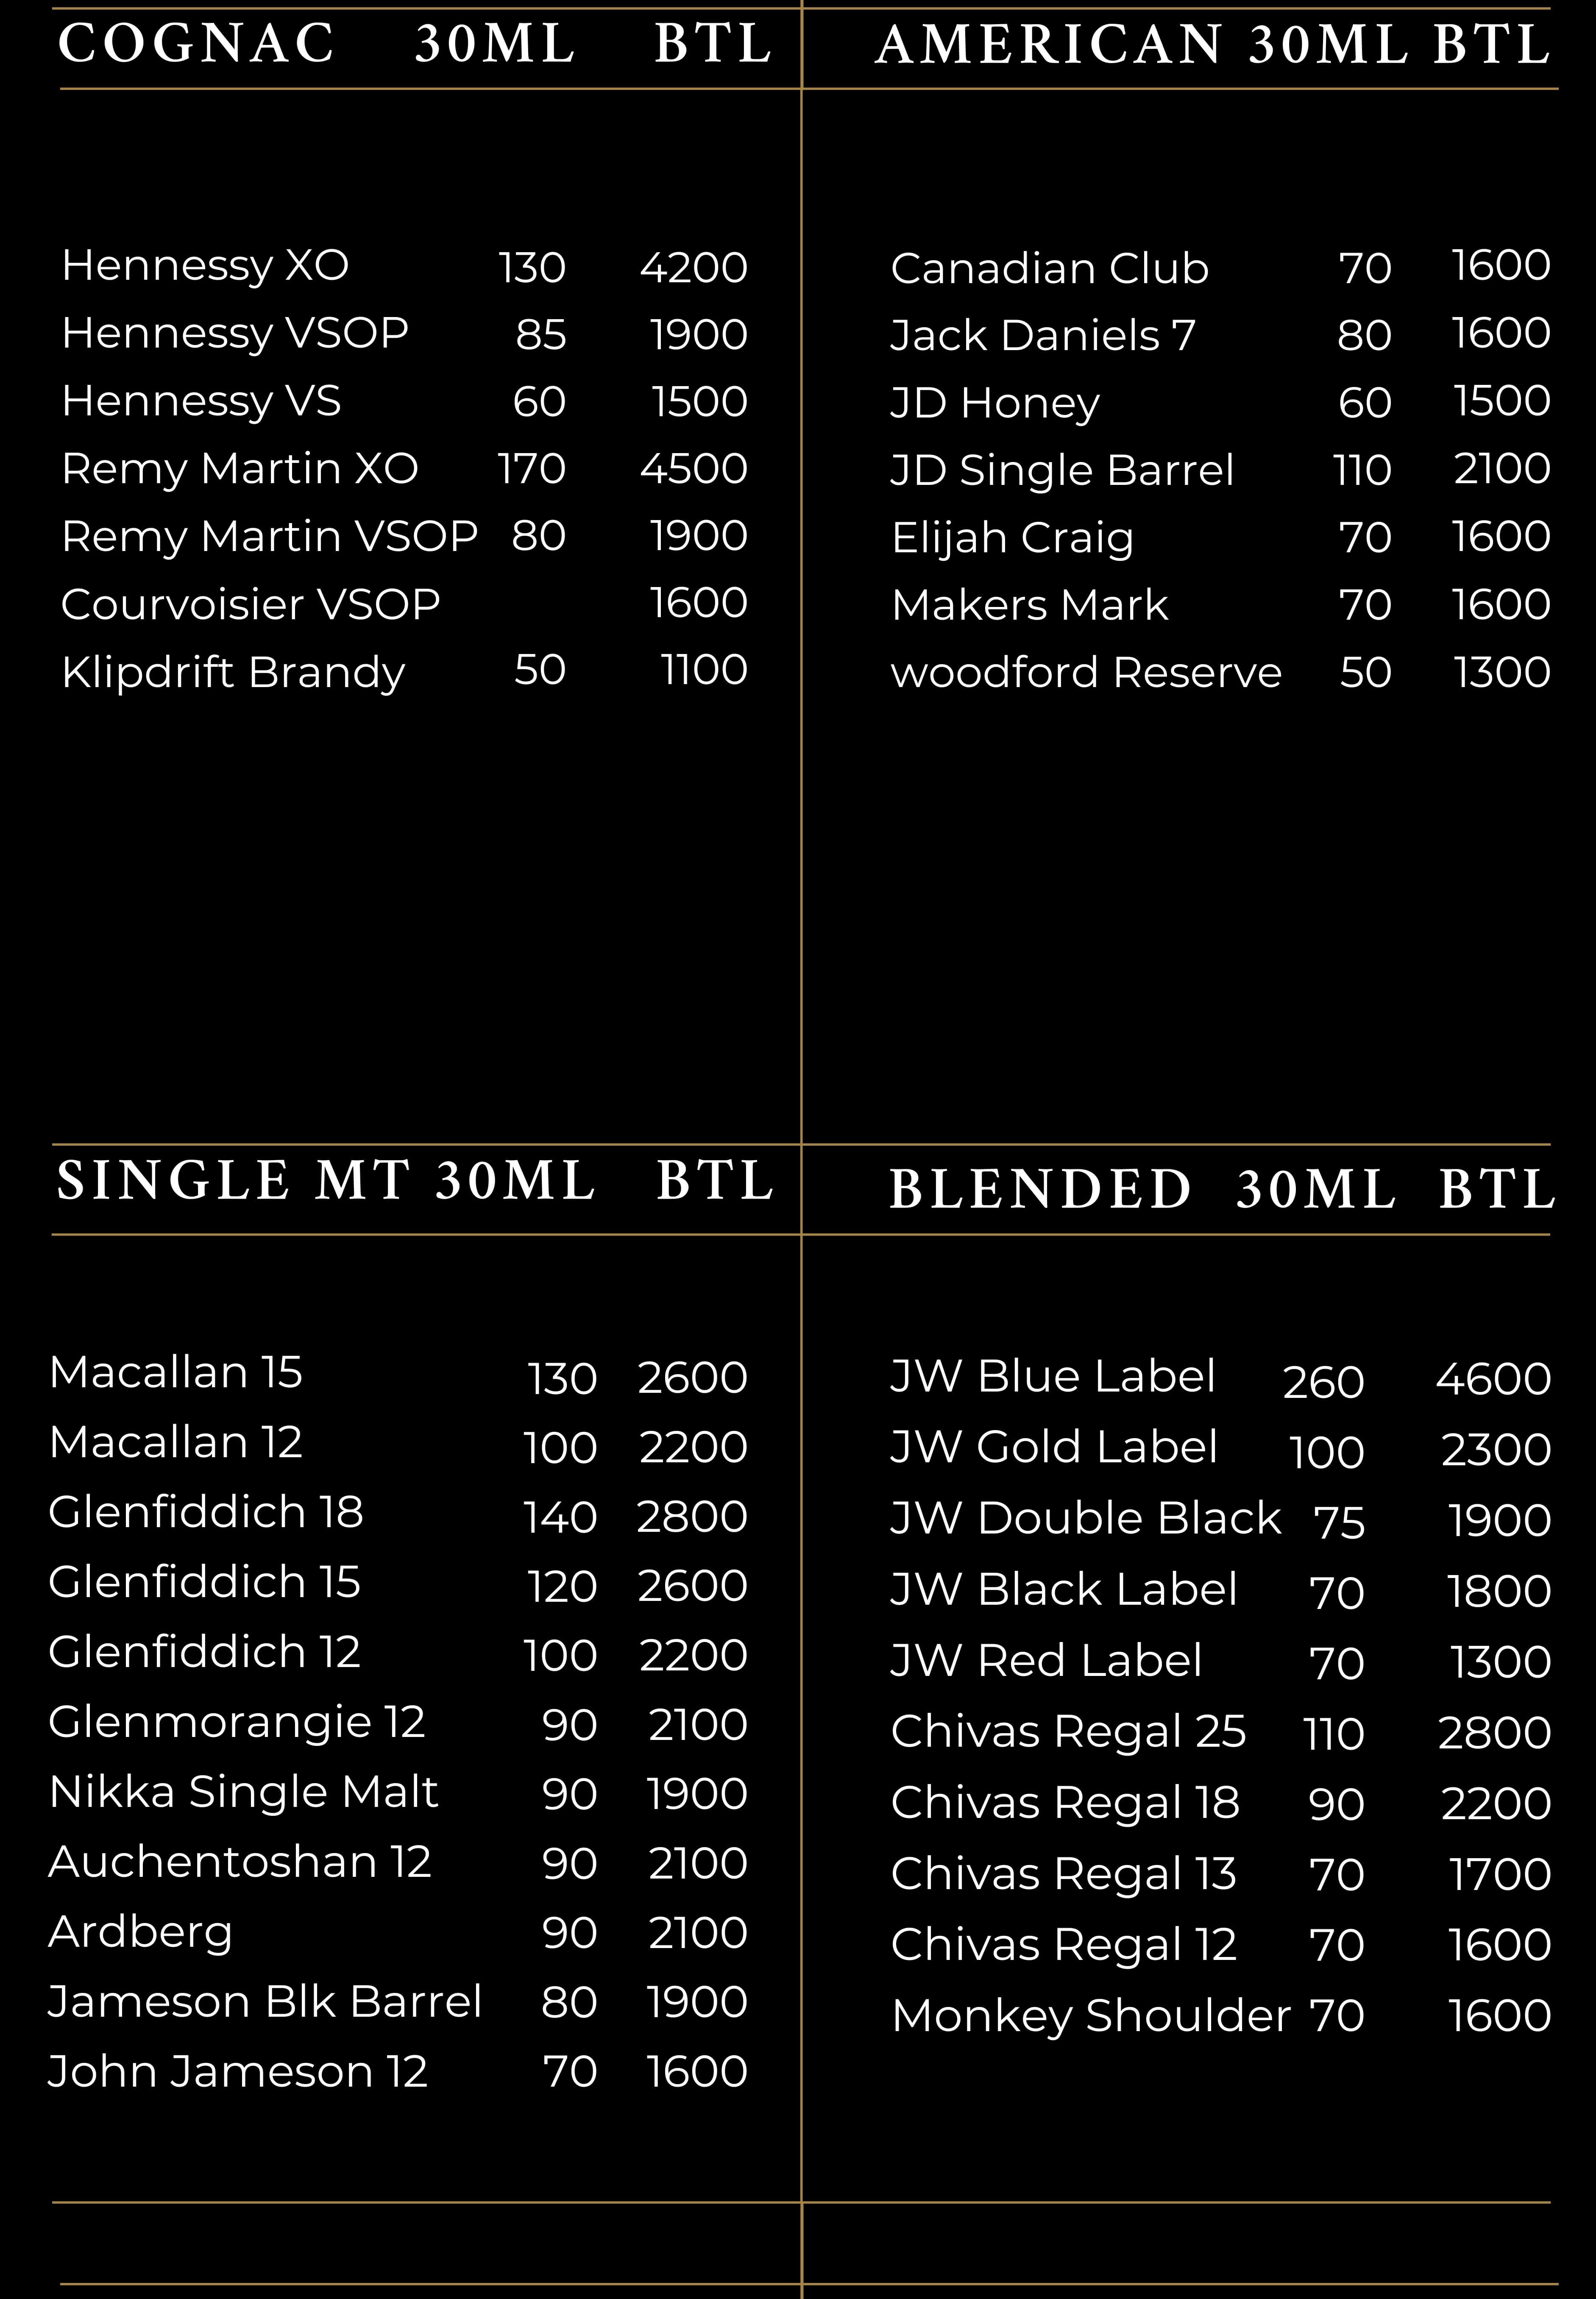 COGNAC 30ML BTL
Hennessy XO 130 4200
Hennessy VSOP 85 1900
Hennessy VS 60 1500
Remy Martin XO 170 4500
Remy Martin VSOP 80 1900
Courvoisier VSOP 1600
Klipdrift Brandy 50 1100
AMERICAN 30ML BTL
Canadian Club 70 1600
Jack Daniels 7 80 1600
JD Honey 60 1500
JD Single Barrel 110 2100
Elijah Craig 70 1600
Makers Mark 70 1600
woodford Reserve 50 1300
SINGLE MT 30ML BTL
Macallan 15 130 2600
Macallan 12 100 2200
Glenfiddich 18 140 2800
Glenfiddich 15 120 2600
Glenfiddich 12 100 2200
Glenmorangie 12 90 2100
Nikka Single Malt 90 1900
Auchentoshan 12 90 2100
Ardberg 90 2100
Jameson Blk Barrel 80 1900
John Jameson 12 70 1600
BLENDED 30ML BTL
JW Blue Label 260 4600
JW Gold Label 100 2300
JW Double Black 75 1900
JW Black Label 70 1800
JW Red Label 70 1300
Chivas Regal 25 110 2800
Chivas Regal 18 90 2200
Chivas Regal 13 70 1700
Chivas Regal 12 70 1600
Monkey Shoulder 70 1600